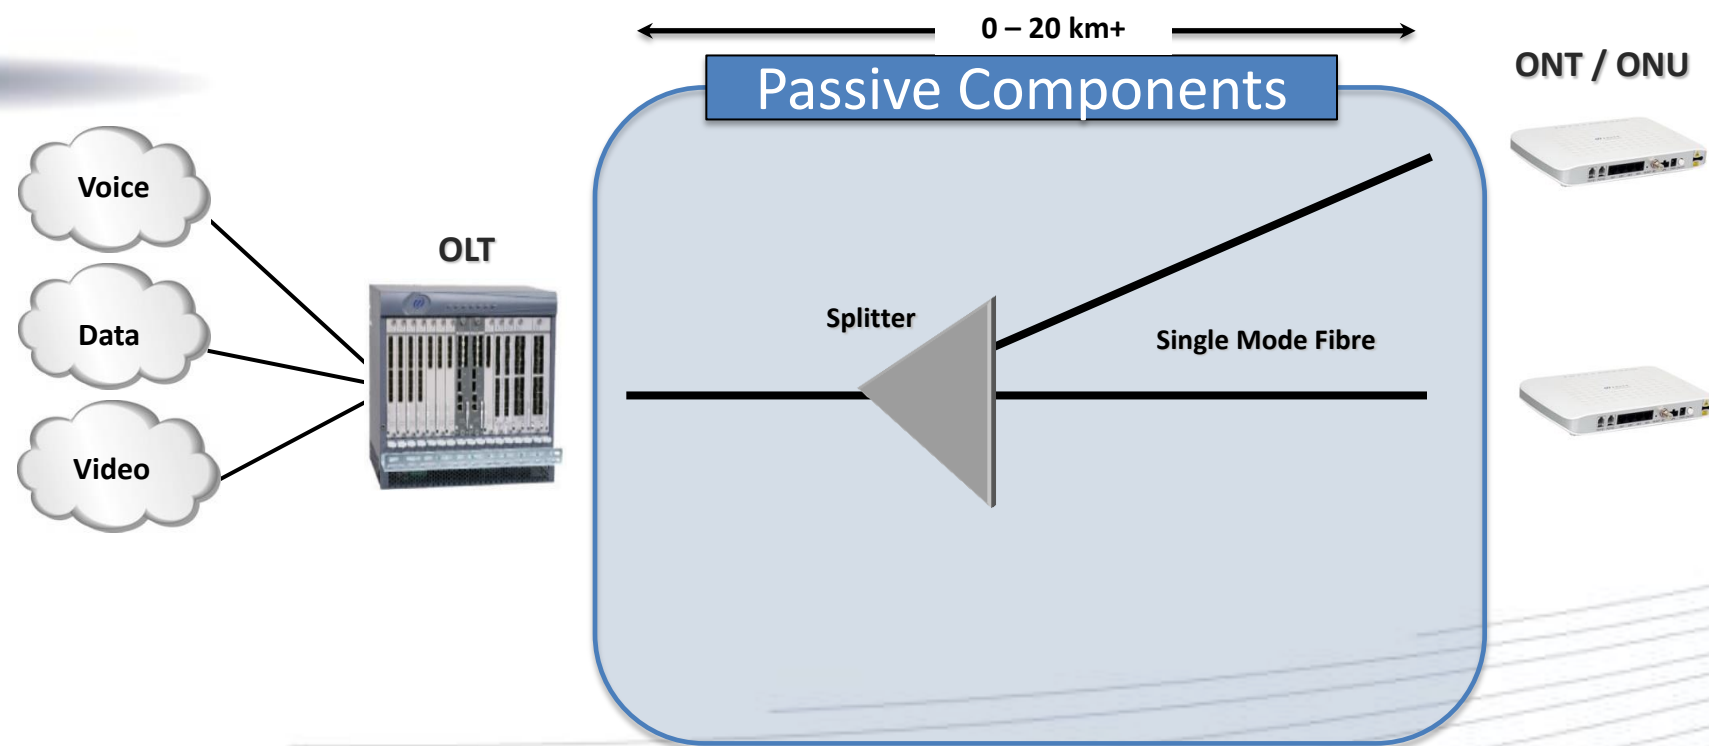 0 – 20 km+
Passive Components
ONT / ONU
Voice
OLT
Splitter
Data
Single Mode Fibre
Video